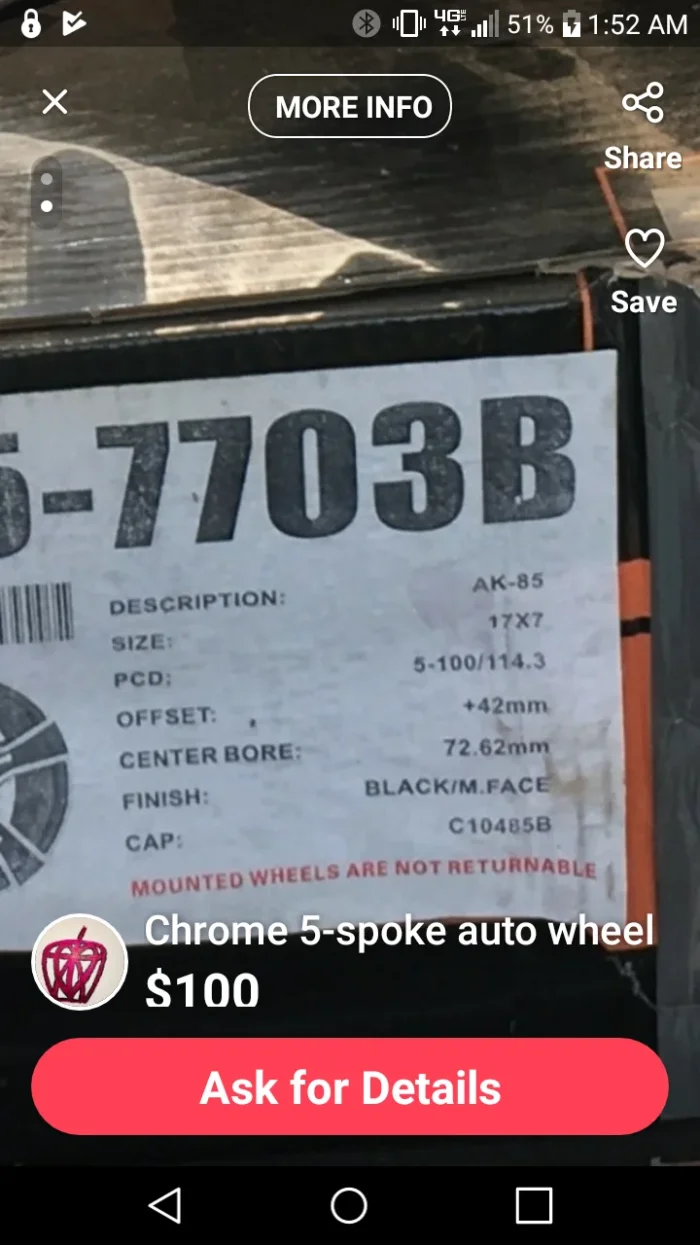 4G LTE 51% 1:52 AM
MORE INFO
Share
Save
5-7703B
DESCRIPTION: AK-85
SIZE: 17X7
PCD: 5-100/114.3
OFFSET: +42mm
CENTER BORE: 72.62mm
FINISH: BLACK/M.FACE
CAP: C10485B
MOUNTED WHEELS ARE NOT RETURNABLE
Chrome 5-spoke auto wheel
$100
Ask for Details